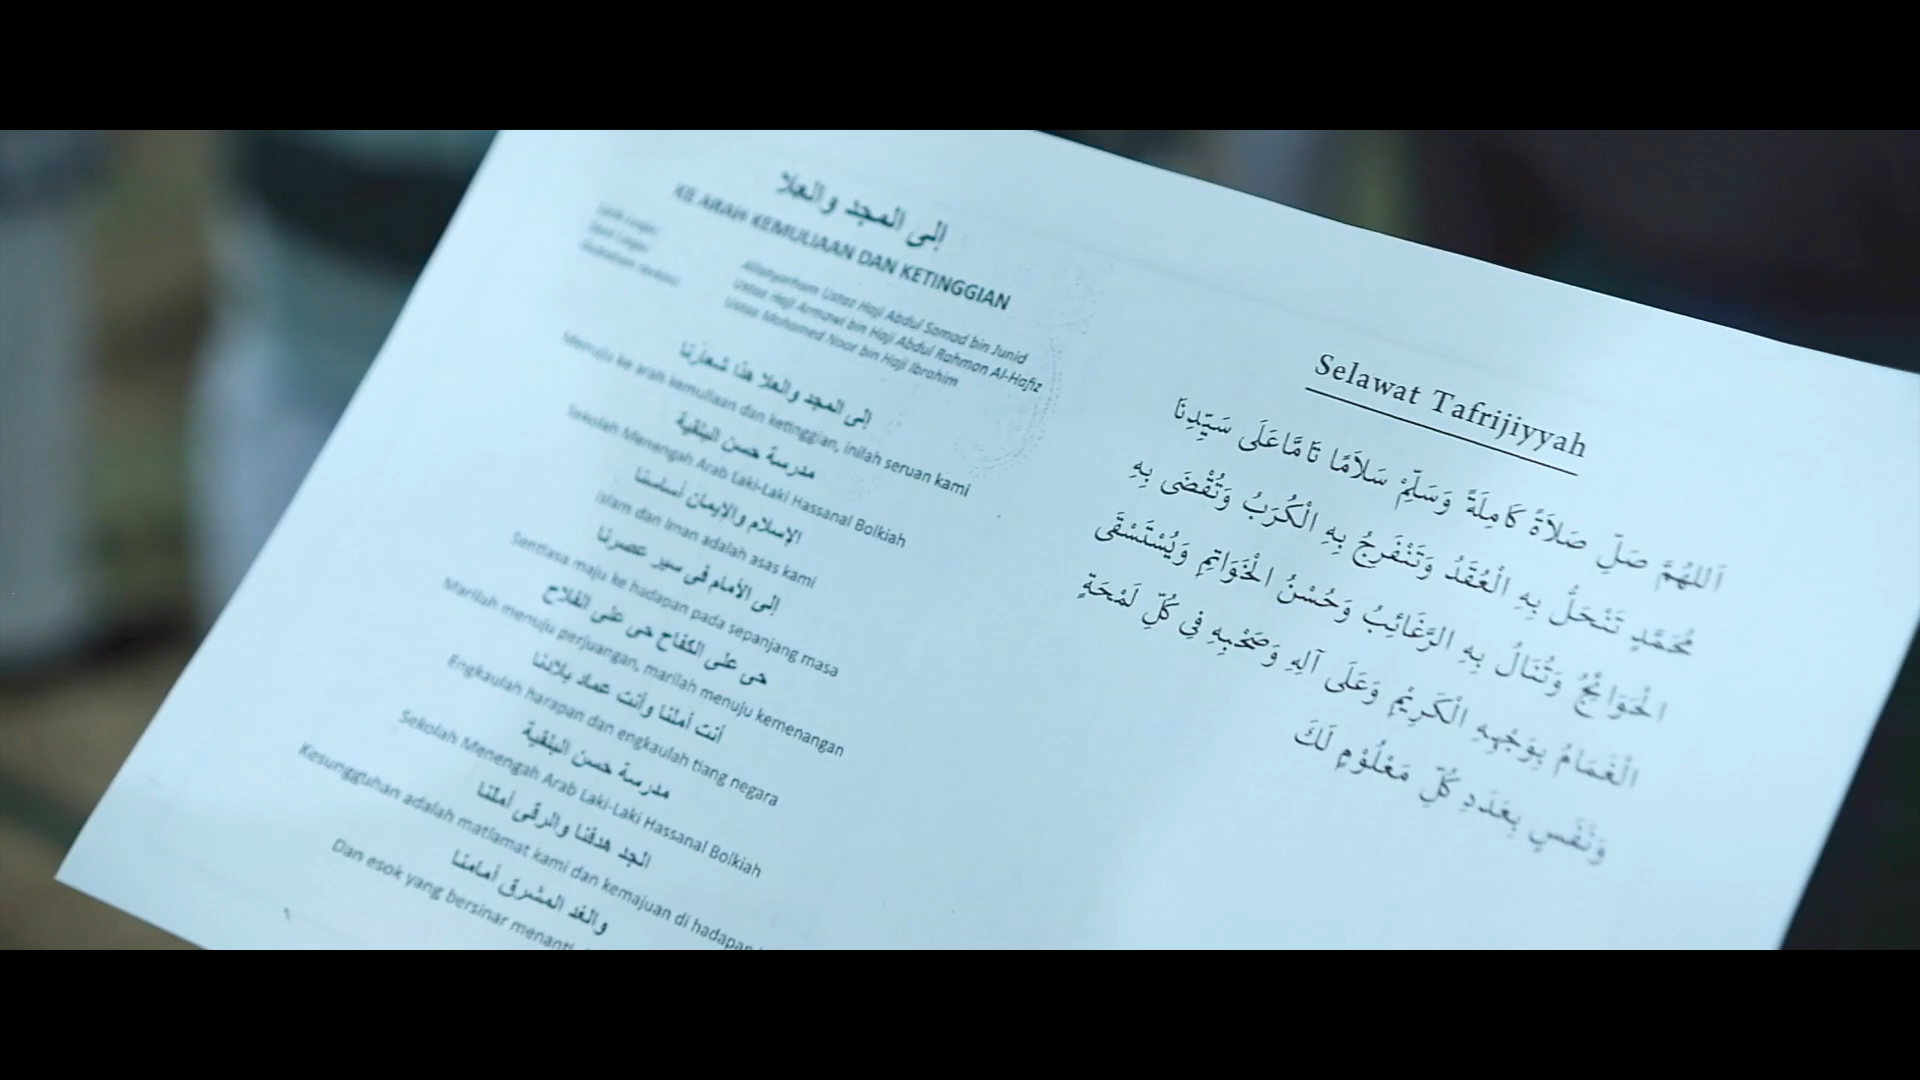 إلى المجد والعلا
KE ARAH KEMULIAAN DAN KETINGGIAN
Allahyarham Ustaz Haji Abdul Samad bin Junid
Ustaz Haji Armawi bin Haji Abdul Rahman Al-Hafiz
Ustaz Mohamed Noor bin Haji Ibrahim
إلى المجد والعلا هذا شعارنا
Menuju ke arah kemuliaan dan ketinggian, inilah seruan kami
مدرسة حسن البلقية
Sekolah Menengah Arab Laki-Laki Hassanal Bolkiah
الإسلام والإيمان أساسنا
Islam dan Iman adalah asas kami
إلى الأمام في سير عصرنا
Sentiasa maju ke hadapan pada sepanjang masa
حي على الكفاح حي على الفلاح
Marilah menuju perjuangan, marilah menuju kemenangan
أنت أملنا وأنت عماد بلادنا
Engkaulah harapan dan engkaulah tiang negara
مدرسة حسن البلقية
Sekolah Menengah Arab Laki-Laki Hassanal Bolkiah
الجد هدفنا والرقي أملنا
Kesungguhan adalah matlamat kami dan kemajuan di hadapan
والغد المشرق أمامنا
Dan esok yang bersinar menanti
Selawat Tafrijiyyah
اَللهُمَّ صَلِّ صَلاَةً كَامِلَةً وَسَلِّمْ سَلاَمًا تَامًّا عَلَى سَيِّدِنَا
مُحَمَّدٍ تَنْحَلُّ بِهِ الْعُقَدُ وَتَنْفَرِجُ بِهِ الْكُرَبُ وَتُقْضَى بِهِ
الْحَوَائِجُ وَتُنَالُ بِهِ الرَّغَائِبُ وَحُسْنُ الْخَوَاتِمِ وَيُسْتَسْقَى
الْغَمَامُ بِوَجْهِهِ الْكَرِيْمِ وَعَلَى آلِهِ وَصَحْبِهِ فِي كُلِّ لَمْحَةٍ
وَنَفَسٍ بِعَدَدِ كُلِّ مَعْلُوْمٍ لَكَ